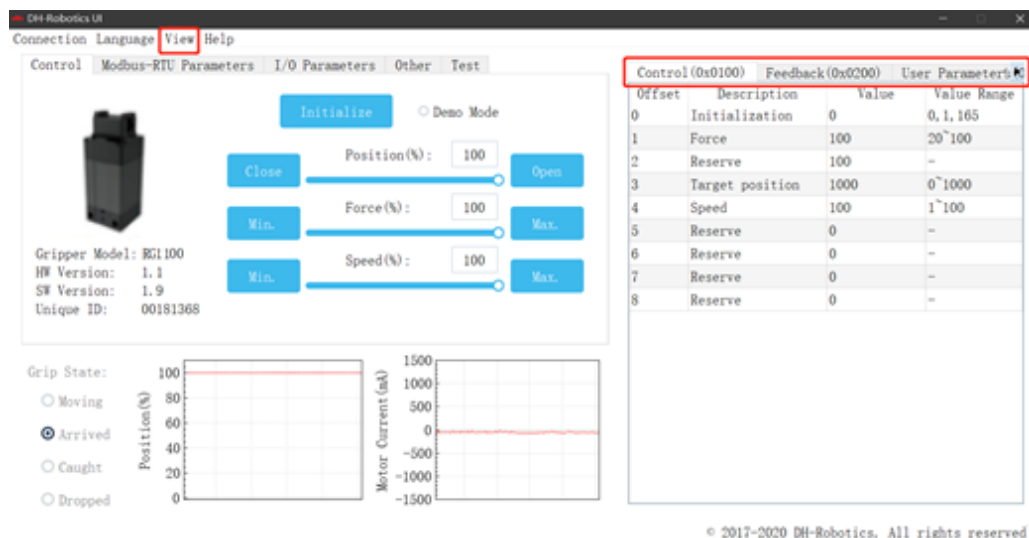 DH-Robotics UI
Connection Language View Help
Control Modbus-RTU Parameters I/O Parameters Other Test
Initialize Demo Mode
Position(%): 100
Close Open
Force(%): 100
Min. Max.
Speed(%): 100
Min. Max.
Gripper Model: RGI100
HW Version: 1.1
SW Version: 1.9
Unique ID: 00181368
Grip State:
Moving
Arrived
Caught
Dropped
Position(%)
100
80
60
40
20
0
Motor Current(mA)
1500
1000
500
0
-500
-1000
-1500
Control(0x0100) Feedback(0x0200) User Parameters
Offset Description Value Value Range
0 Initialization 0 0,1,165
1 Force 100 20~100
2 Reserve 100 -
3 Target position 1000 0~1000
4 Speed 100 1~100
5 Reserve 0 -
6 Reserve 0 -
7 Reserve 0 -
8 Reserve 0 -
© 2017-2020 DH-Robotics. All rights reserved